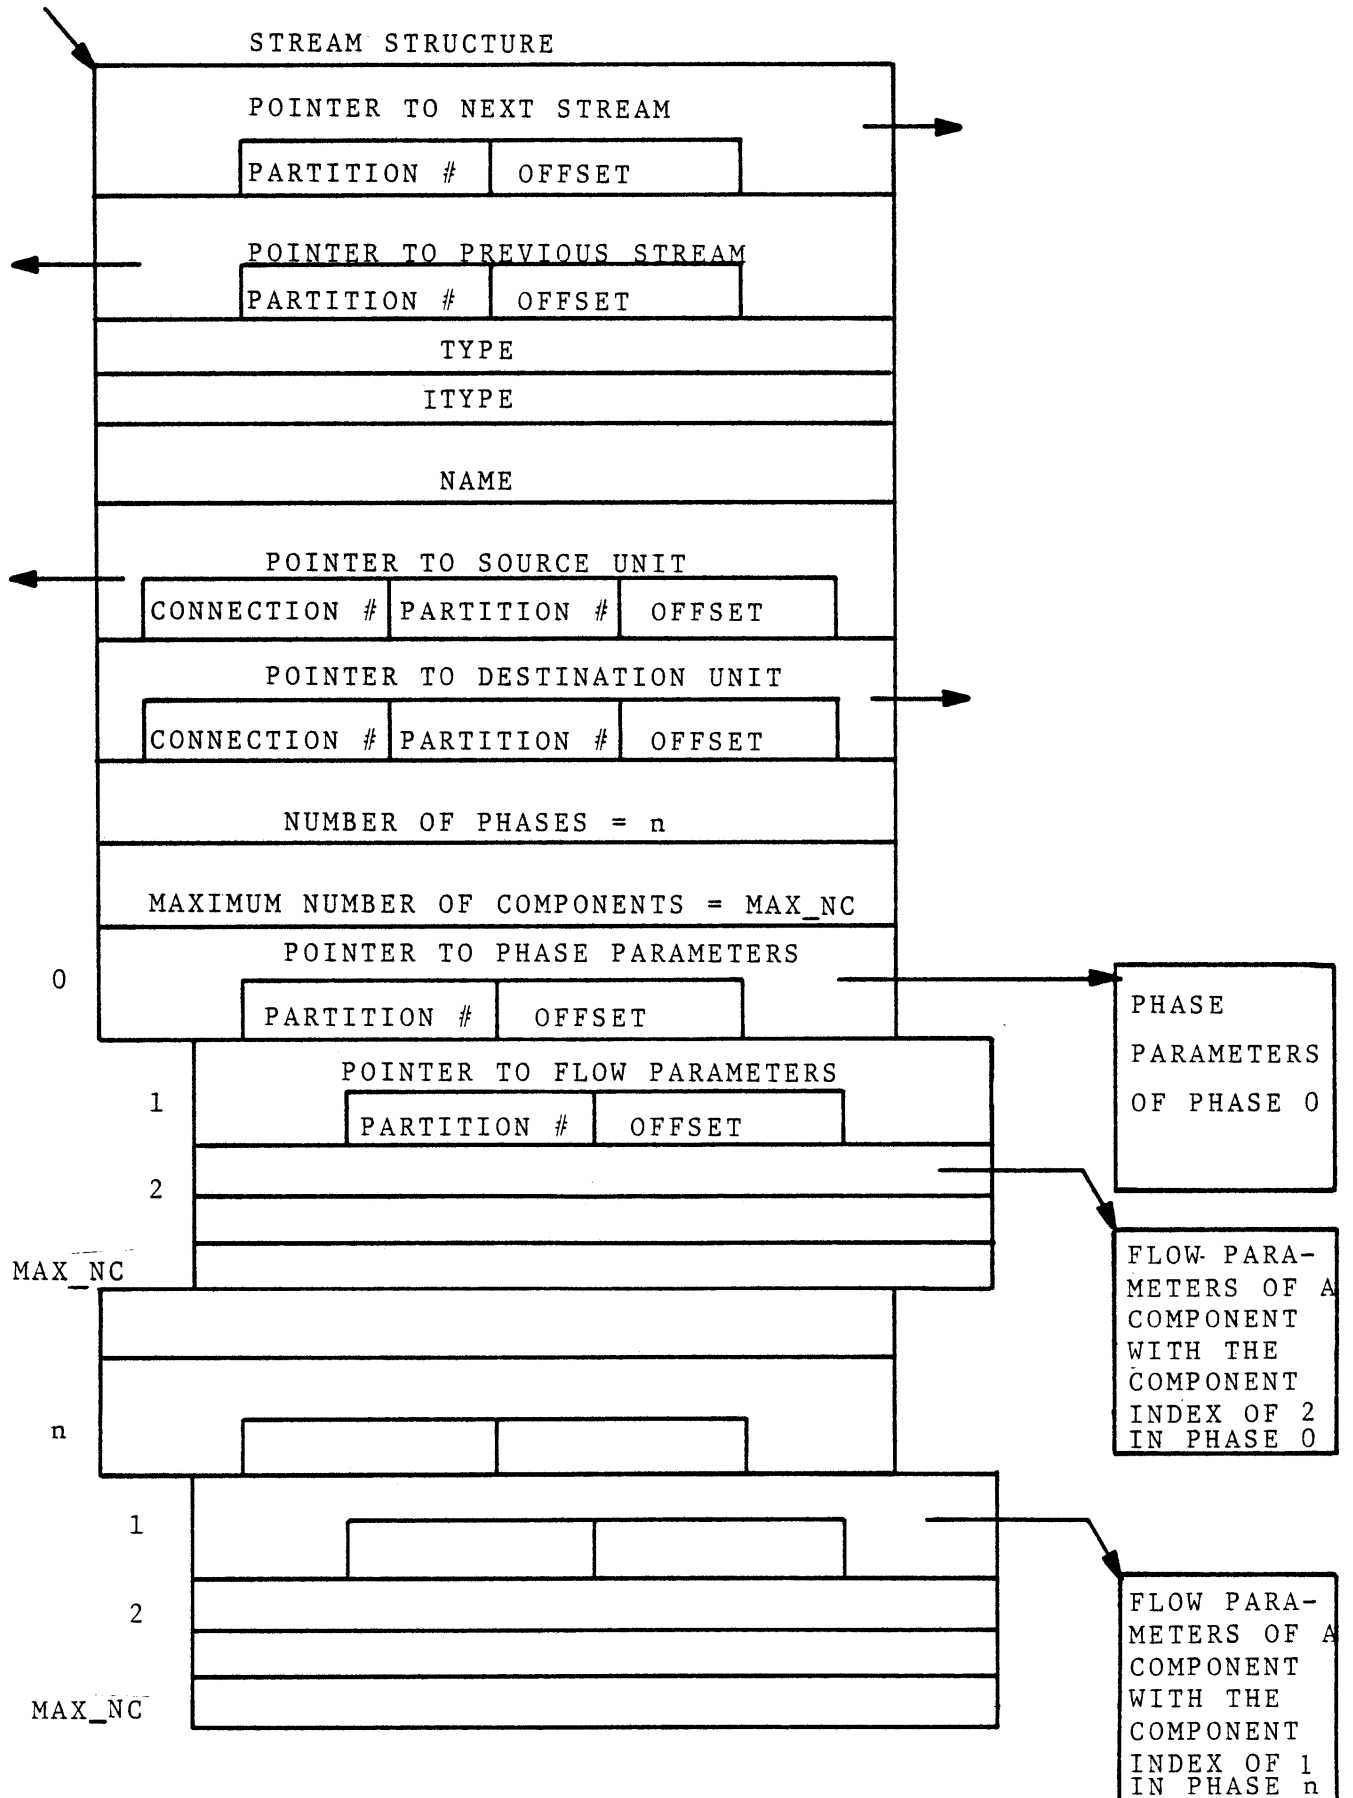 STREAM STRUCTURE
POINTER TO NEXT STREAM
PARTITION # OFFSET
POINTER TO PREVIOUS STREAM
PARTITION # OFFSET
TYPE
ITYPE
NAME
POINTER TO SOURCE UNIT
CONNECTION # PARTITION # OFFSET
POINTER TO DESTINATION UNIT
CONNECTION # PARTITION # OFFSET
NUMBER OF PHASES = n
MAXIMUM NUMBER OF COMPONENTS = MAX_NC
POINTER TO PHASE PARAMETERS
0
PARTITION # OFFSET
PHASE
PARAMETERS
OF PHASE 0
POINTER TO FLOW PARAMETERS
1
PARTITION # OFFSET
2
MAX_NC
FLOW PARA-
METERS OF A
COMPONENT
WITH THE
COMPONENT
INDEX OF 2
IN PHASE 0
n
1
2
MAX_NC
FLOW PARA-
METERS OF A
COMPONENT
WITH THE
COMPONENT
INDEX OF 1
IN PHASE n